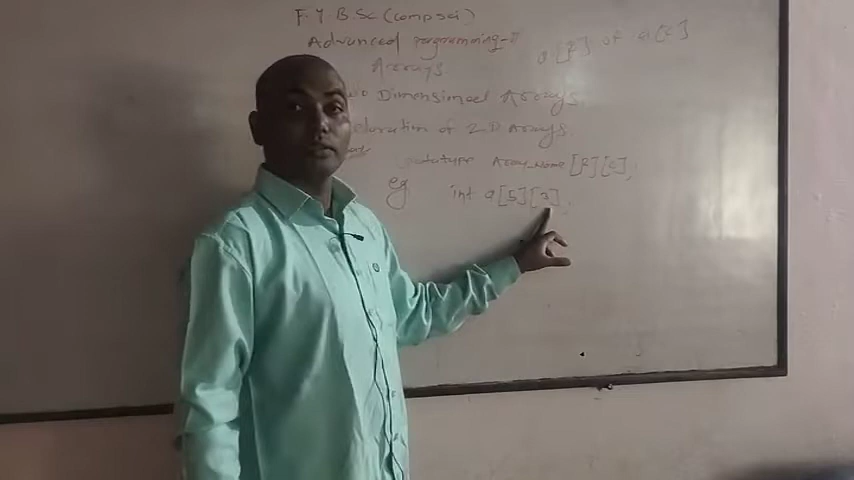 F.Y B.Sc (Comp sci)
Advanced Programming-II
a[R] of a[C]
Arrays
Two Dimensional Arrays
Declaration of 2-D Arrays.
datatype Array_Name [R][C];
eg int a[5][3];